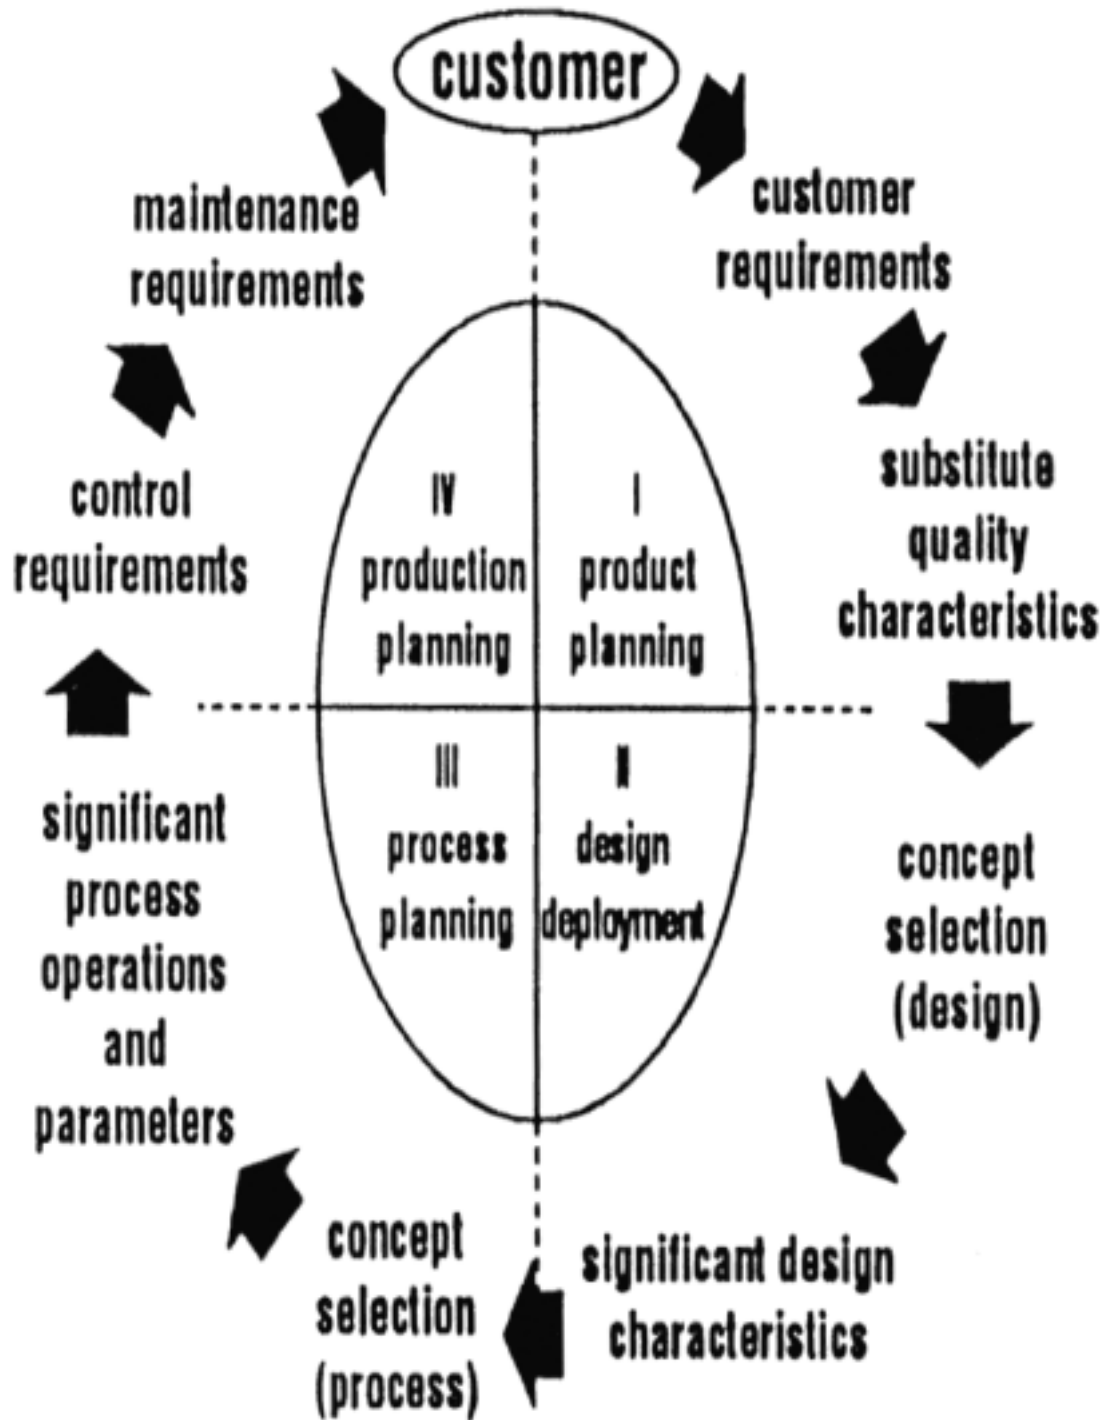 customer
customer
requirements
substitute
quality
characteristics
concept
selection
(design)
significant design
characteristics
concept
selection
(process)
significant
process
operations
and
parameters
control
requirements
maintenance
requirements
I
product
planning
II
design
deployment
III
process
planning
IV
production
planning